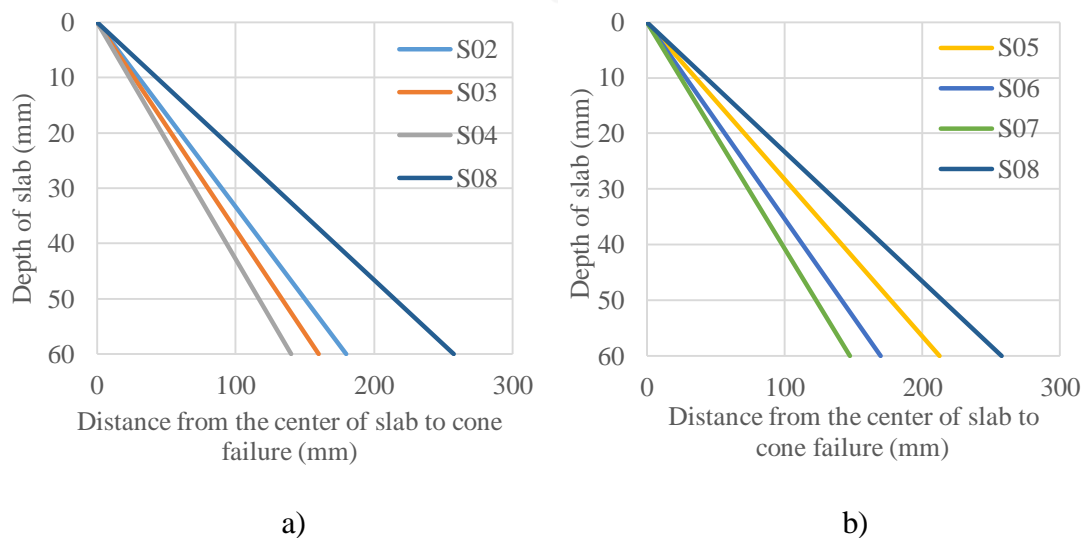 0
10
20
30
40
50
60
0
100
200
300
Depth of slab (mm)
Distance from the center of slab to cone
failure (mm)
S02
S03
S04
S08
a)
0
10
20
30
40
50
60
0
100
200
300
Depth of slab (mm)
Distance from the center of slab to
cone failure (mm)
S05
S06
S07
S08
b)